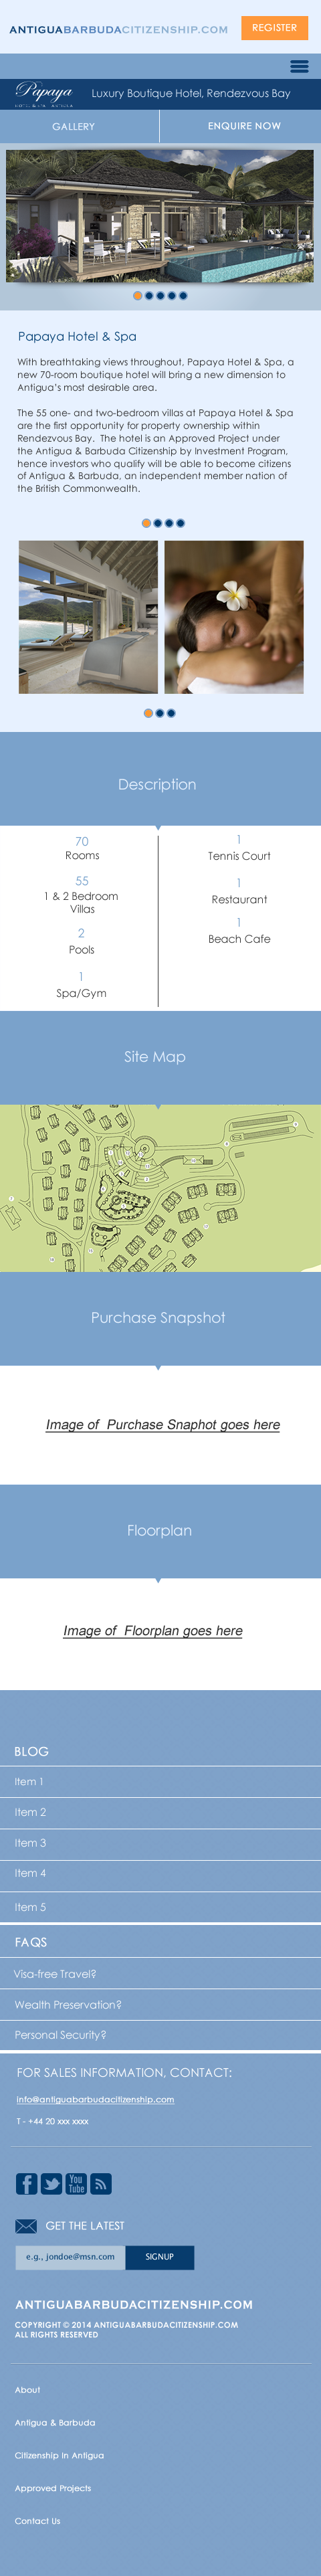 ANTIGUABARBUDACITIZENSHIP.COM
REGISTER
Papaya
Luxury Boutique Hotel, Rendezvous Bay
GALLERY
ENQUIRE NOW
Papaya Hotel & Spa
With breathtaking views throughout, Papaya Hotel & Spa, a
new 70-room boutique hotel will bring a new dimension to
Antigua's most desirable area.
The 55 one- and two-bedroom villas at Papaya Hotel & Spa
are the first opportunity for property ownership within
Rendezvous Bay. The hotel is an Approved Project under
the Antigua & Barbuda Citizenship by Investment Program,
hence investors who qualify will be able to become citizens
of Antigua & Barbuda, an independent member nation of
the British Commonwealth.
Description
70
Rooms
55
1 & 2 Bedroom
Villas
2
Pools
1
Spa/Gym
1
Tennis Court
1
Restaurant
1
Beach Cafe
Site Map
Purchase Snapshot
Image of Purchase Snaphot goes here
Floorplan
Image of Floorplan goes here
BLOG
Item 1
Item 2
Item 3
Item 4
Item 5
FAQS
Visa-free Travel?
Wealth Preservation?
Personal Security?
FOR SALES INFORMATION, CONTACT:
info@antiguabarbudacitizenship.com
T - +44 20 xxx xxxx
You
Tube
GET THE LATEST
e.g., jondoe@msn.com
SIGNUP
ANTIGUABARBUDACITIZENSHIP.COM
COPYRIGHT © 2014 ANTIGUABARBUDACITIZENSHIP.COM
ALL RIGHTS RESERVED
About
Antigua & Barbuda
Citizenship in Antigua
Approved Projects
Contact Us